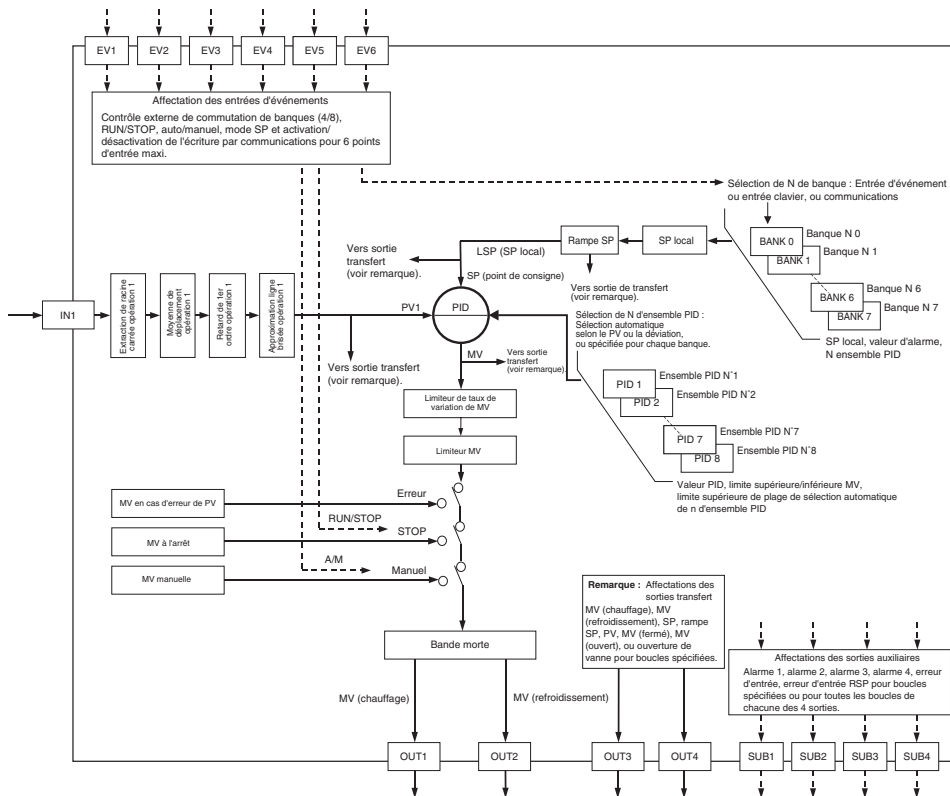 EV1 EV2 EV3 EV4 EV5 EV6
Affectation des entrées d'événements
Contrôle externe de commutation de banques (4/8),
RUN/STOP, auto/manuel, mode SP et activation/
désactivation de l'écriture par communications pour 6 points
d'entrée maxi.
Sélection de N de banque : Entrée d'événement
ou entrée clavier, ou communications
BANK 0
Banque N 0
BANK 1
Banque N 1
BANK 6
Banque N 6
BANK 7
Banque N 7
SP local, valeur d'alarme,
N ensemble PID
SP local
Rampe SP
LSP (SP local)
Vers sortie
transfert
(voir remarque).
SP (point de consigne)
Vers sortie de transfert
(voir remarque).
IN1
Extraction de racine
carrée opération 1
Moyenne de
déplacement opération 1
Retard de 1er
ordre opération 1
Approximation ligne
brisée opération 1
PV1
PID
Vers sortie transfert
(voir remarque).
MV
Vers sortie
transfert
(voir remarque).
Sélection de N d'ensemble PID :
Sélection automatique
selon le PV ou la déviation,
ou spécifiée pour chaque banque.
PID 1
Ensemble PID N°1
PID 2
Ensemble PID N°2
PID 7
Ensemble PID N°7
PID 8
Ensemble PID N°8
Valeur PID, limite supérieure/inférieure MV,
limite supérieure de plage de sélection automatique
de n d'ensemble PID
Limiteur de taux de
variation de MV
Limiteur MV
MV en cas d'erreur de PV
Erreur
RUN/STOP
MV à l'arrêt
STOP
A/M
MV manuelle
Manuel
Bande morte
MV (chauffage)
MV (refroidissement)
Remarque : Affectations des
sorties transfert
MV (chauffage), MV
(refroidissement), SP, rampe
SP, PV, MV (fermé), MV
(ouvert), ou ouverture de
vanne pour boucles spécifiées.
Affectations des sorties auxiliaires
Alarme 1, alarme 2, alarme 3, alarme 4, erreur
d'entrée, erreur d'entrée RSP pour boucles
spécifiées ou pour toutes les boucles de
chacune des 4 sorties.
OUT1 OUT2 OUT3 OUT4 SUB1 SUB2 SUB3 SUB4